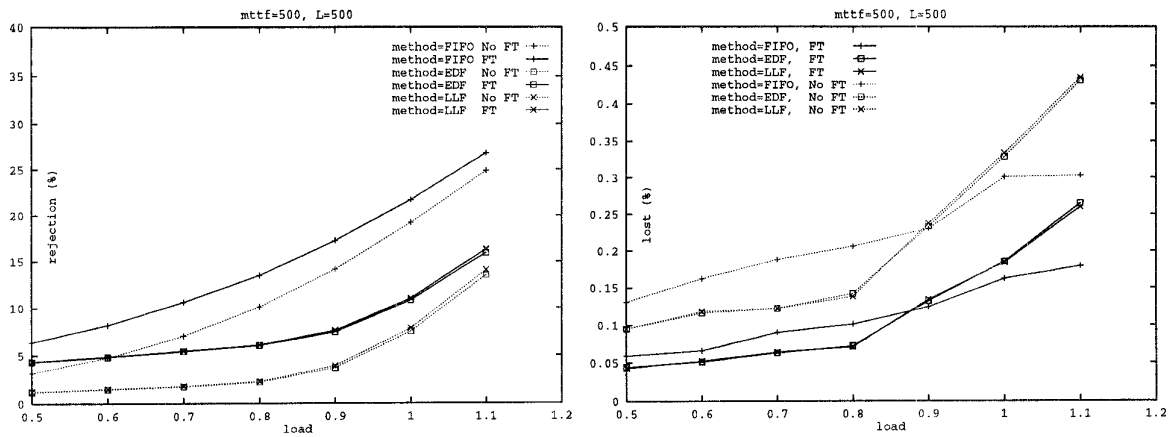 mttf=500, L=500
40
35
30
25
20
15
10
5
0
rejection (%)
method=FIFO No FT
method=FIFO FT
method=EDF No FT
method=EDF FT
method=LLF No FT
method=LLF FT
0.5 0.6 0.7 0.8 0.9 1 1.1 1.2
load
mttf=500, L=500
0.5
0.45
0.4
0.35
0.3
0.25
0.2
0.15
0.1
0.05
0
lost (%)
method=FIFO, FT
method=EDF, FT
method=LLF, FT
method=FIFO, No FT
method=EDF, No FT
method=LLF, No FT
0.5 0.6 0.7 0.8 0.9 1 1.1 1.2
load